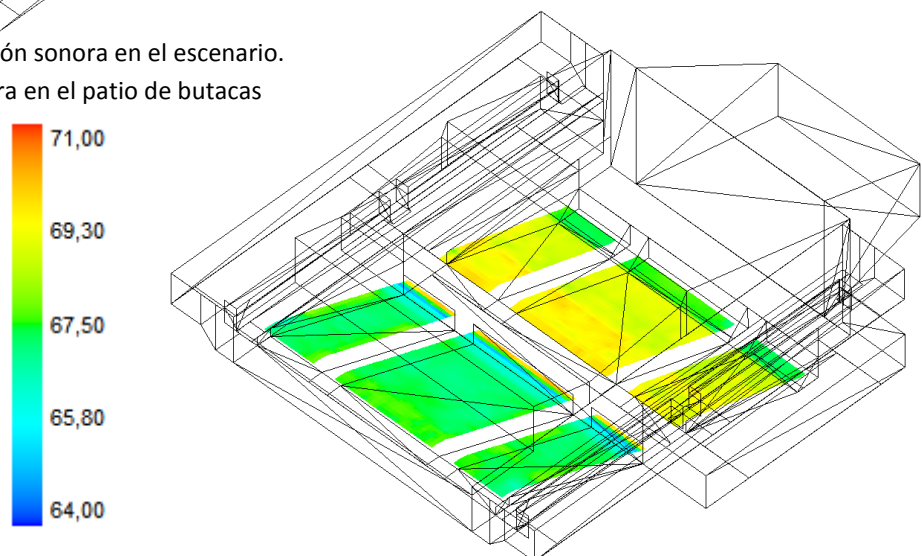 ón sonora en el escenario.
ra en el patio de butacas
71,00
69,30
67,50
65,80
64,00